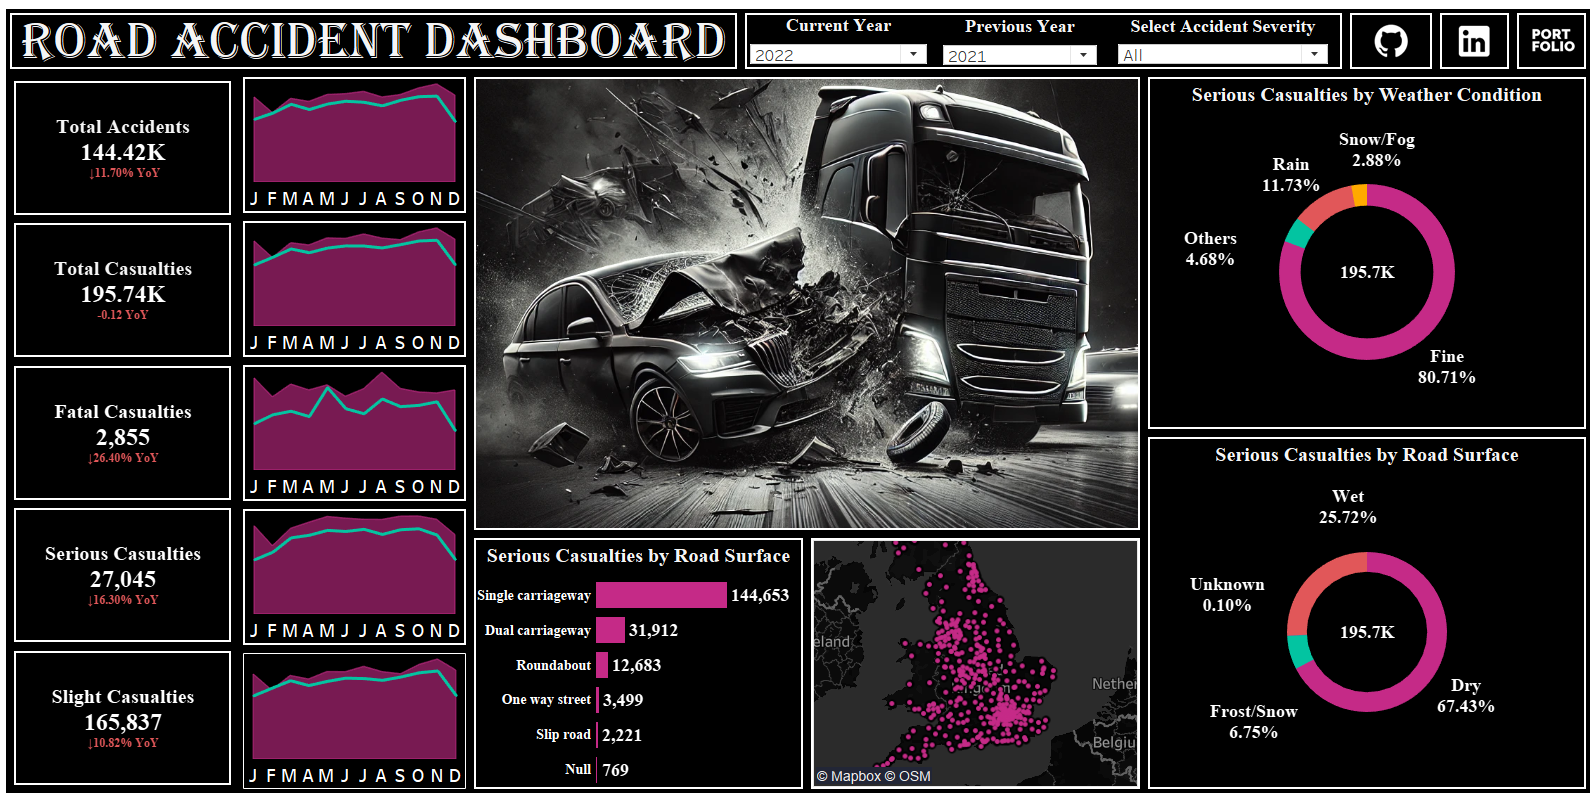 ROAD ACCIDENT DASHBOARD
Current Year
2022
Previous Year
2021
Select Accident Severity
All
in
PORT
FOLIO
Total Accidents
144.42K
↓11.70% YoY
J F M A M J J A S O N D
Total Casualties
195.74K
-0.12 YoY
J F M A M J J A S O N D
Fatal Casualties
2,855
↓26.40% YoY
J F M A M J J A S O N D
Serious Casualties
27,045
↓16.30% YoY
J F M A M J J A S O N D
Slight Casualties
165,837
↓10.82% YoY
J F M A M J J A S O N D
Serious Casualties by Road Surface
Single carriageway 144,653
Dual carriageway 31,912
Roundabout 12,683
One way street 3,499
Slip road 2,221
Null 769
eland
Nether
Belgiu
© Mapbox © OSM
Serious Casualties by Weather Condition
Snow/Fog
2.88%
Rain
11.73%
Others
4.68%
195.7K
Fine
80.71%
Serious Casualties by Road Surface
Wet
25.72%
Unknown
0.10%
195.7K
Dry
67.43%
Frost/Snow
6.75%